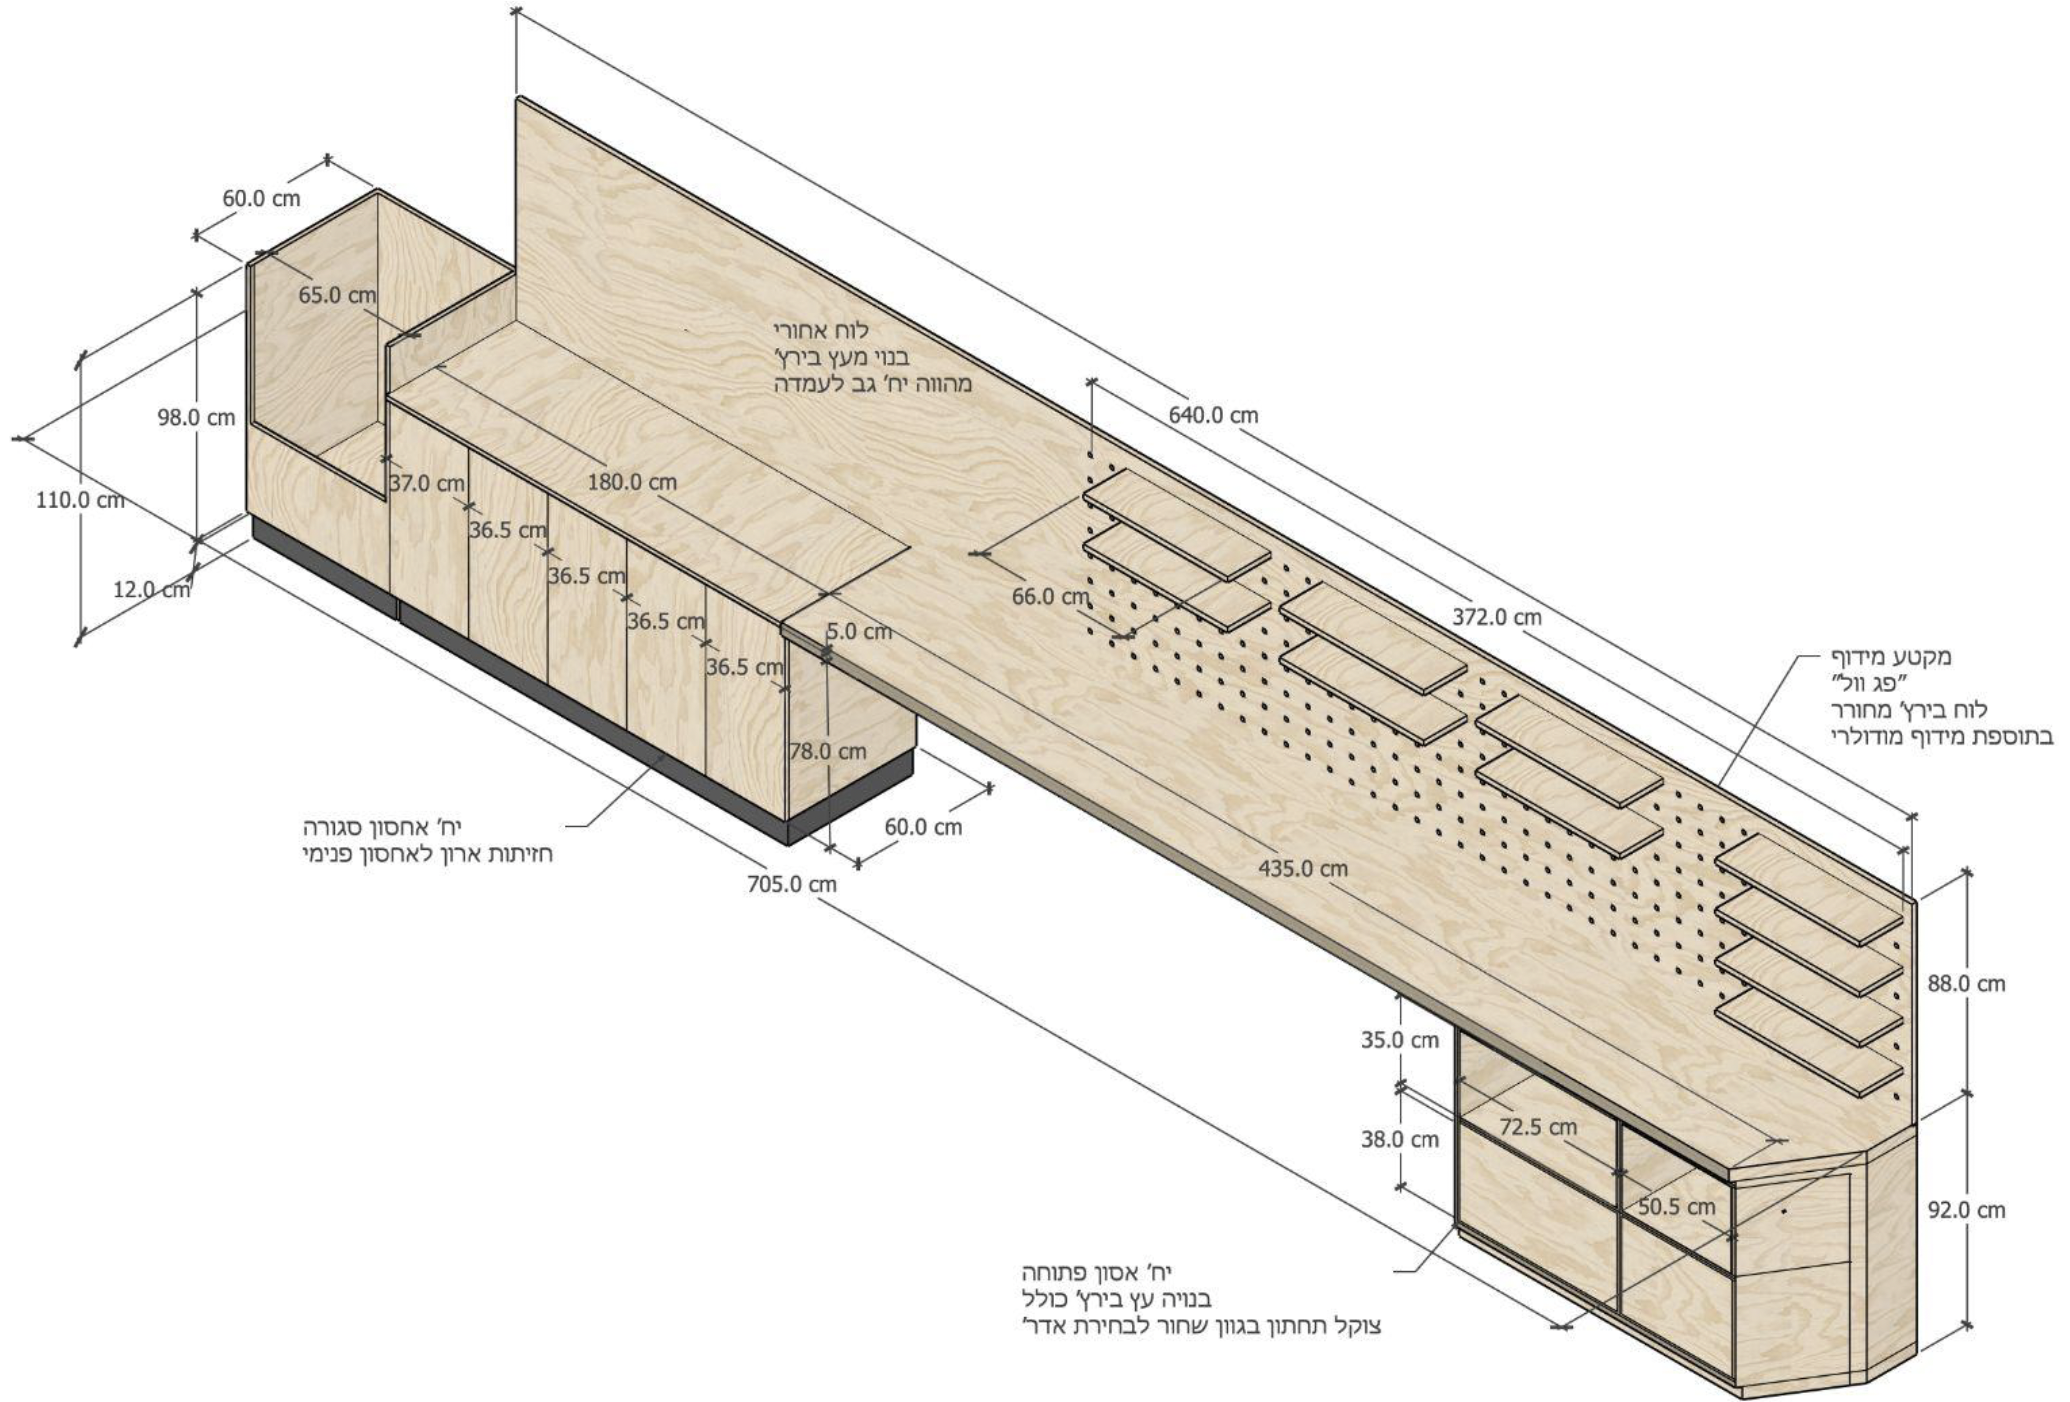 60.0 cm
65.0 cm
98.0 cm
110.0 cm
12.0 cm
37.0 cm
36.5 cm
36.5 cm
36.5 cm
36.5 cm
180.0 cm
לוח אחורי
בנוי מעץ בירץ'
מהווה יח' גב לעמדה
640.0 cm
372.0 cm
66.0 cm
5.0 cm
78.0 cm
60.0 cm
705.0 cm
435.0 cm
מקטע מידוף
"פג וול"
לוח בירץ' מחורר
בתוספת מידוף מודולרי
יח' אחסון סגורה
חזיתות ארון לאחסון פנימי
88.0 cm
92.0 cm
35.0 cm
38.0 cm
72.5 cm
50.5 cm
יח' אסון פתוחה
בנויה עץ בירץ' כולל
צוקל תחתון בגוון שחור לבחירת אדר'